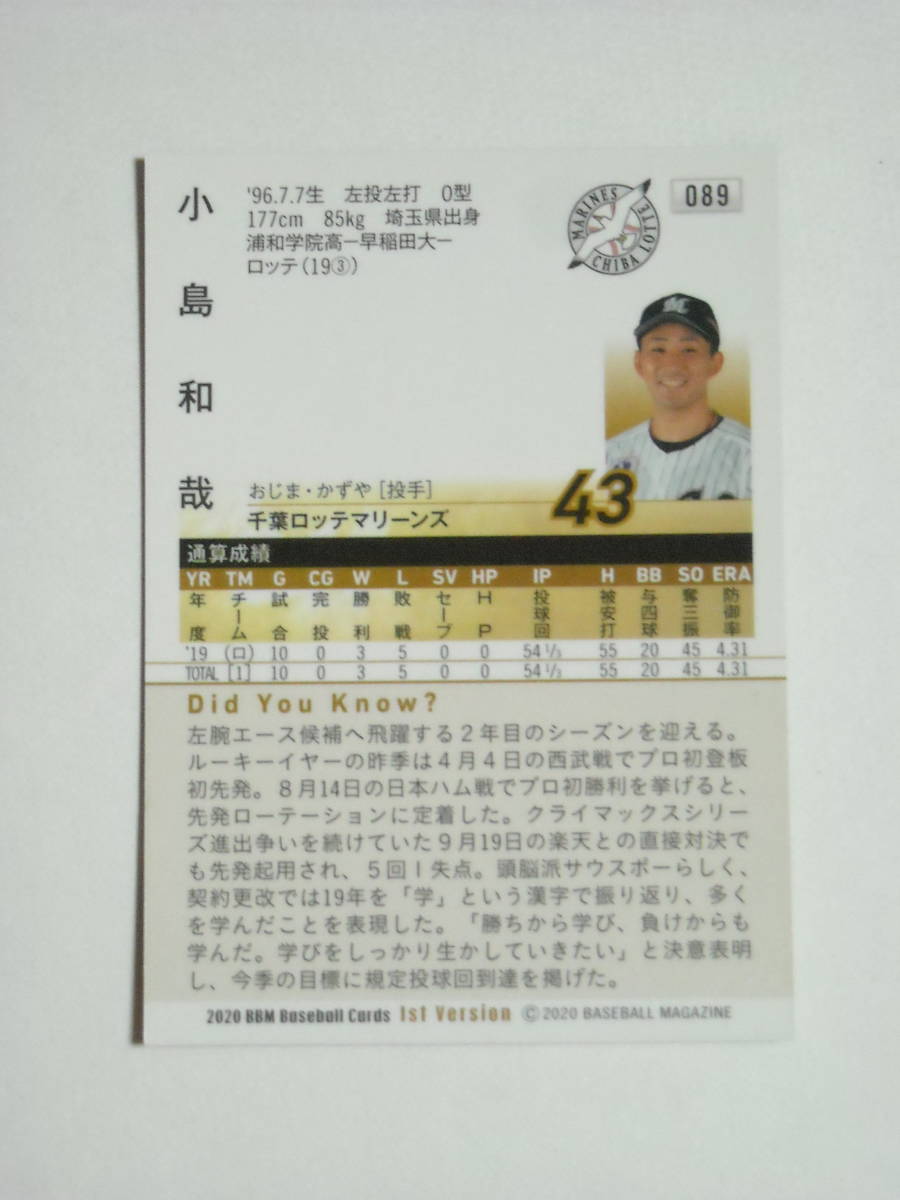 小島和哉
'96.7.7生 左投左打 O型
177cm 85kg 埼玉県出身
浦和学院高ー早稲田大ー
ロッテ(19③)
MARINES
CHIBA LOTTE
089
M
おじま・かずや[投手]
千葉ロッテマリーンズ
43
通算成績
YR TM G CG W L SV HP IP H BB SO ERA
年度 チーム 試合 完投 勝利 敗戦 セーブ HP 投球回 被安打 与四球 奪三振 防御率
'19 (ロ) 10 0 3 5 0 0 54 1/3 55 20 45 4.31
TOTAL [1] 10 0 3 5 0 0 54 1/3 55 20 45 4.31
Did You Know?
左腕エース候補へ飛躍する2年目のシーズンを迎える。
ルーキーイヤーの昨季は4月4日の西武戦でプロ初登板
初先発。8月14日の日本ハム戦でプロ初勝利を挙げると、
先発ローテーションに定着した。クライマックスシリー
ズ進出争いを続けていた9月19日の楽天との直接対決で
も先発起用され、5回1失点。頭脳派サウスポーらしく、
契約更改では19年を「学」という漢字で振り返り、多く
を学んだことを表現した。「勝ちから学び、負けからも
学んだ。学びをしっかり生かしていきたい」と決意表明
し、今季の目標に規定投球回到達を掲げた。
2020 BBM Baseball Cards 1st Version © 2020 BASEBALL MAGAZINE